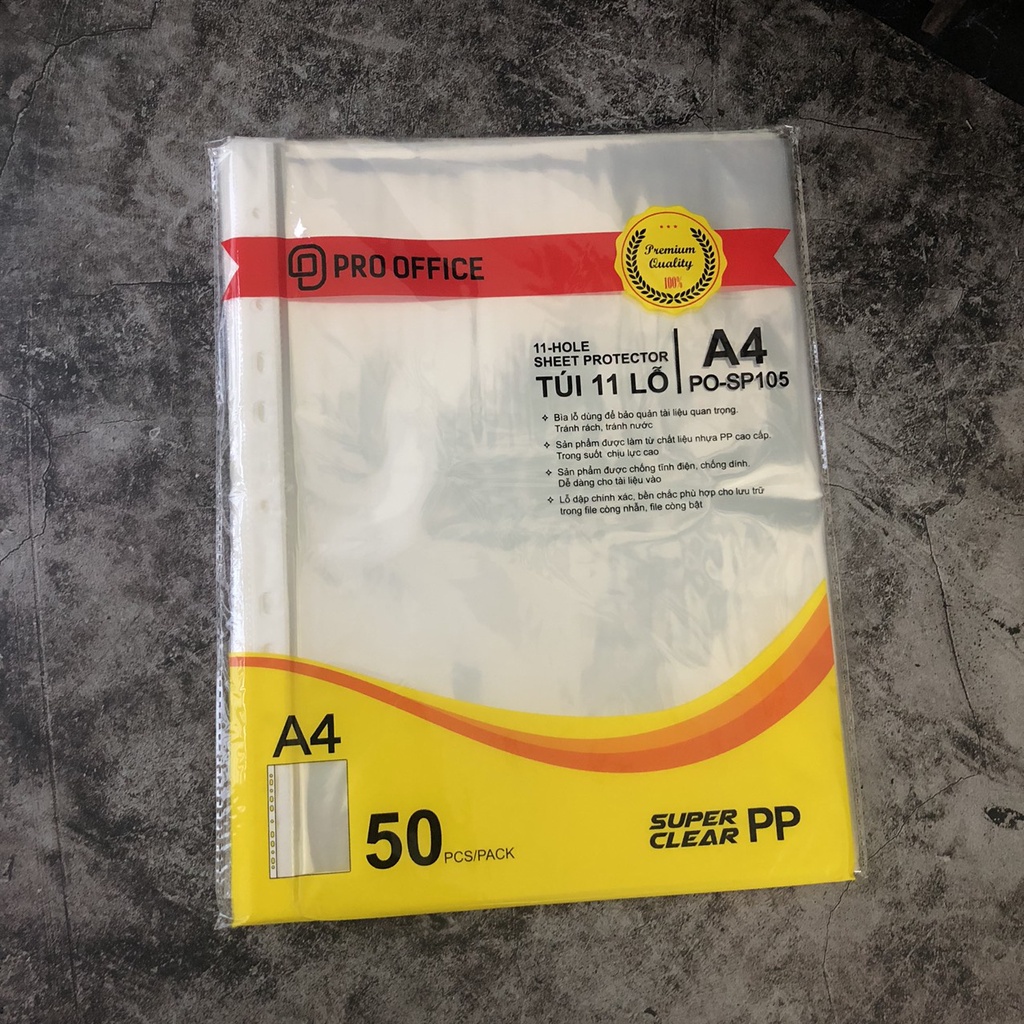 PRO OFFICE
Premium
Quality
100%
11-HOLE
SHEET PROTECTOR
TÚI 11 LỖ
A4
PO-SP105
Bìa lỗ dùng để bảo quản tài liệu quan trọng.
Tránh rách, tránh nước
Sản phẩm được làm từ chất liệu nhựa PP cao cấp.
Trong suốt chịu lực cao
Sản phẩm được chống tĩnh điện, chống dính.
Dễ dàng cho tài liệu vào
Lỗ dập chính xác, bền chắc phù hợp cho lưu trữ
trong file còng nhẫn, file còng bật
A4
50 PCS/PACK
SUPER
CLEAR PP